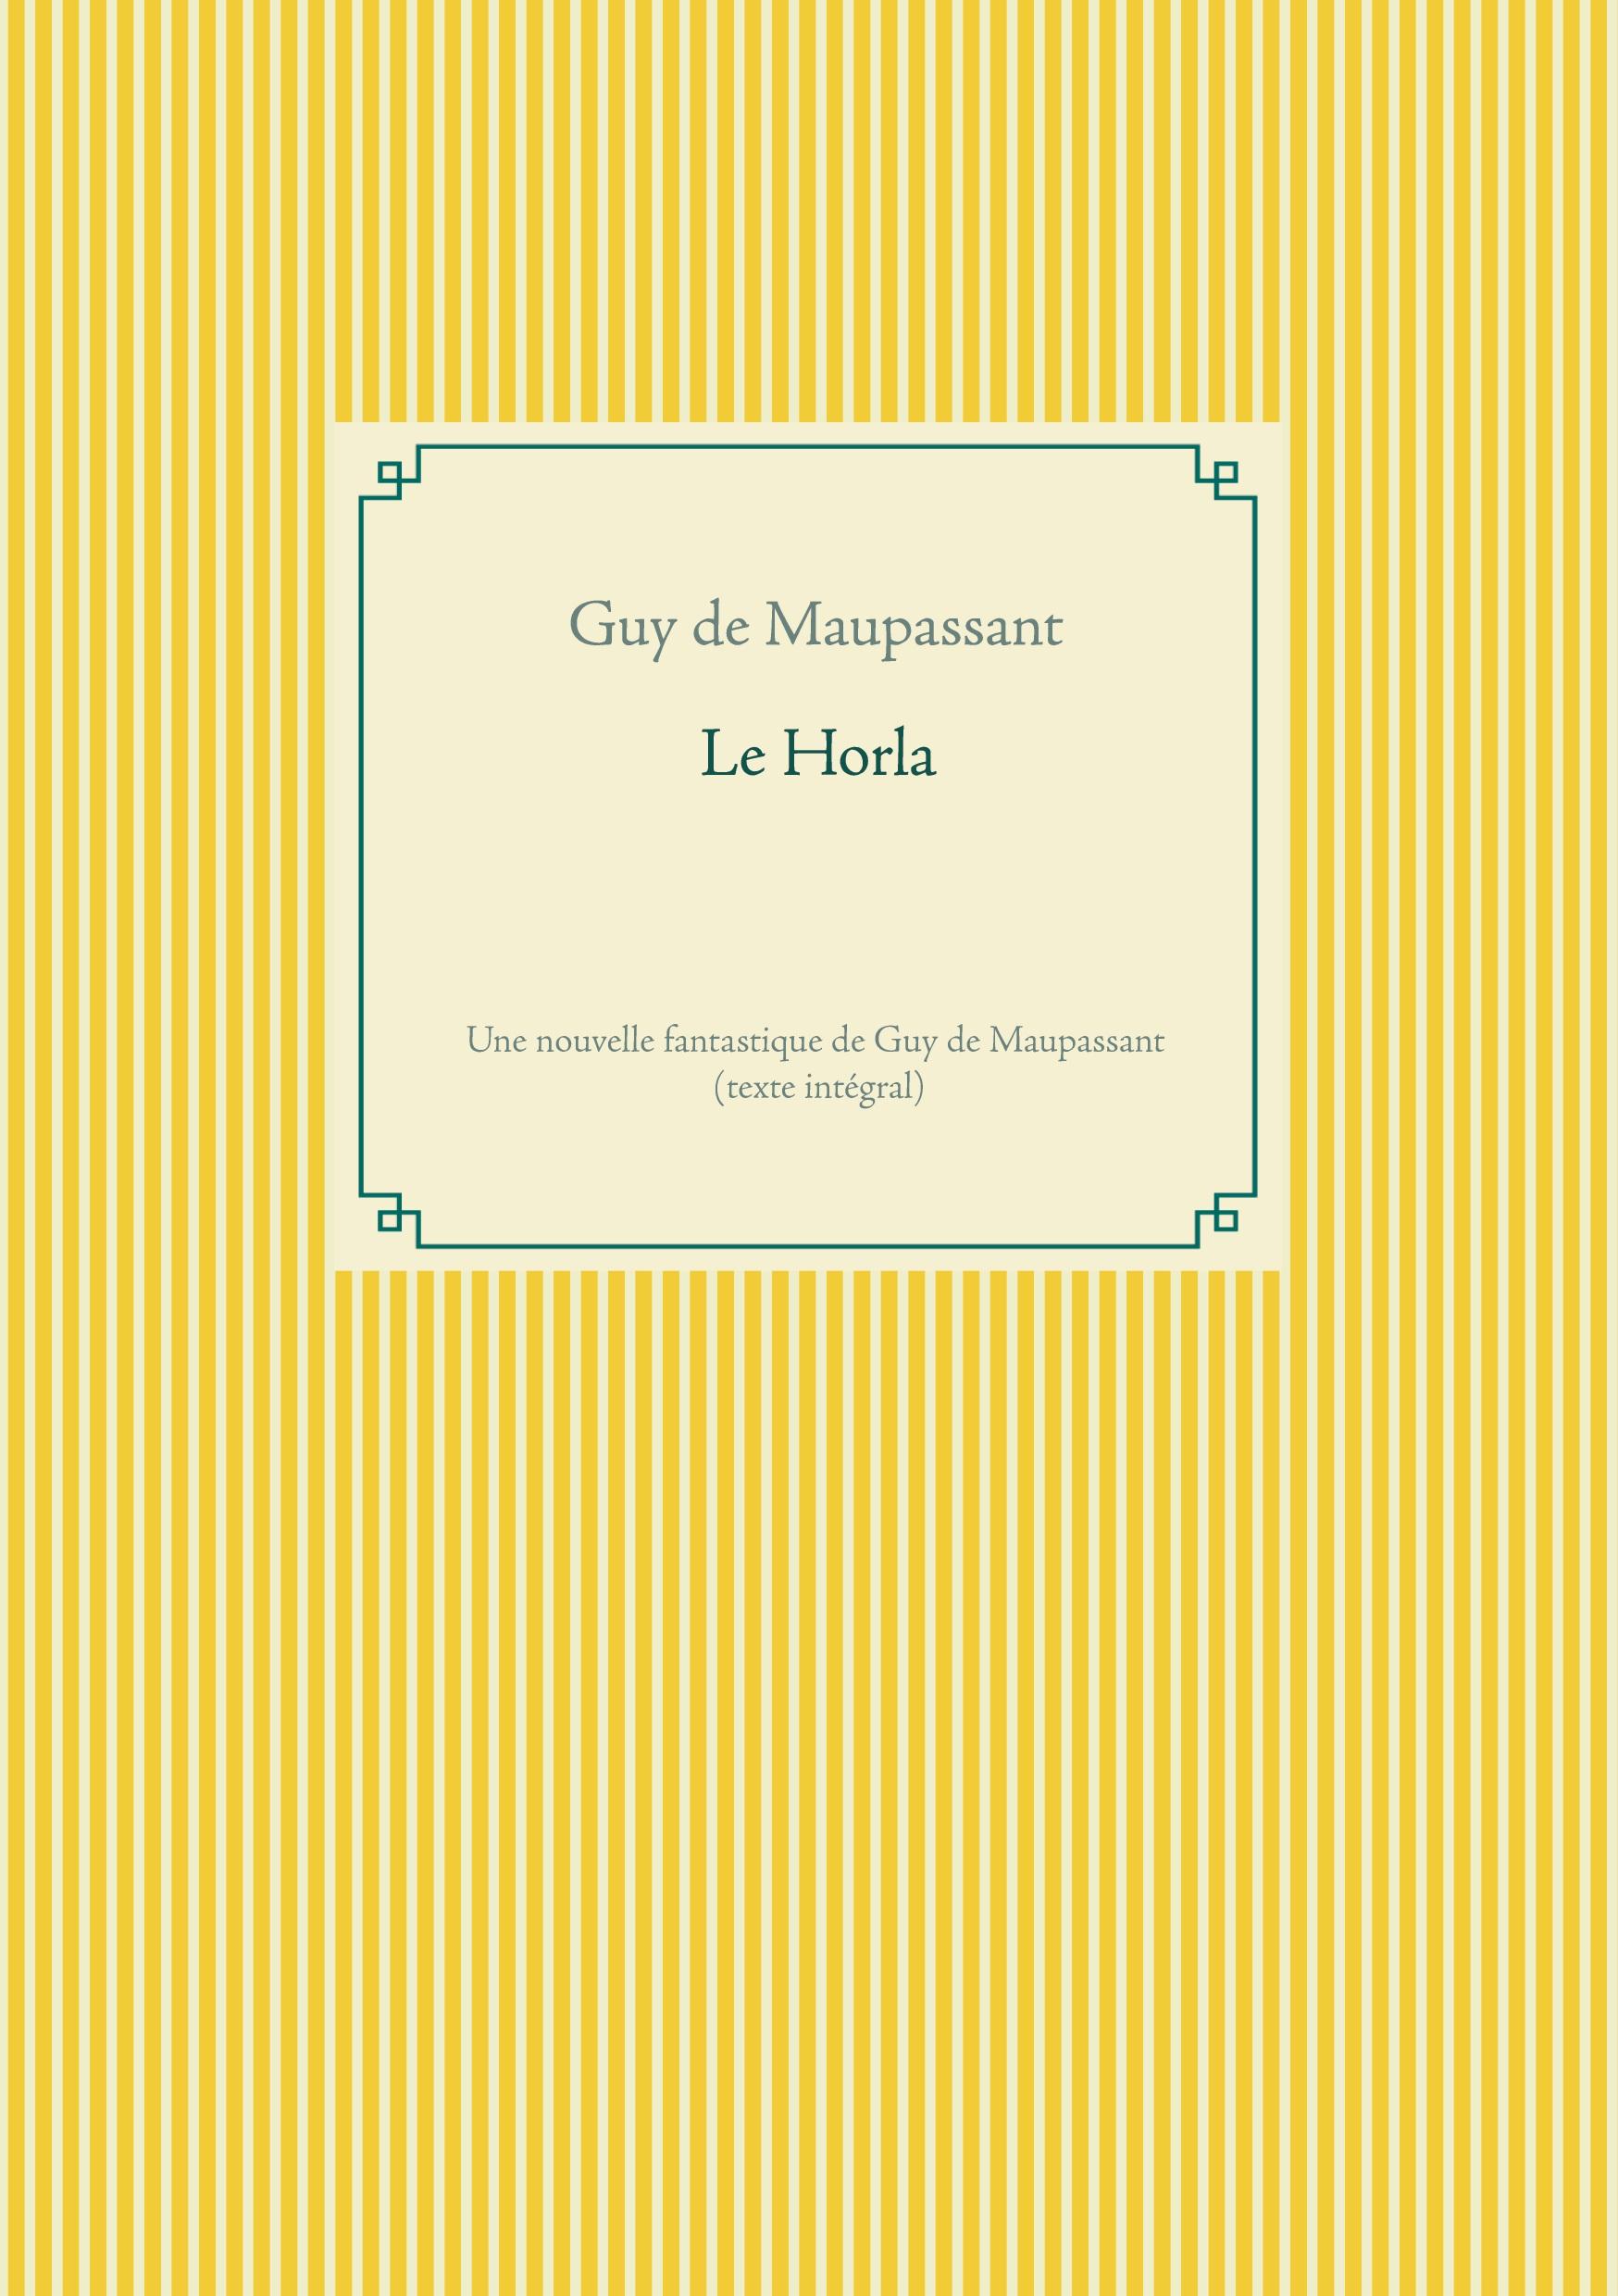 Guy de Maupassant
Le Horla
Une nouvelle fantastique de Guy de Maupassant
(texte intégral)